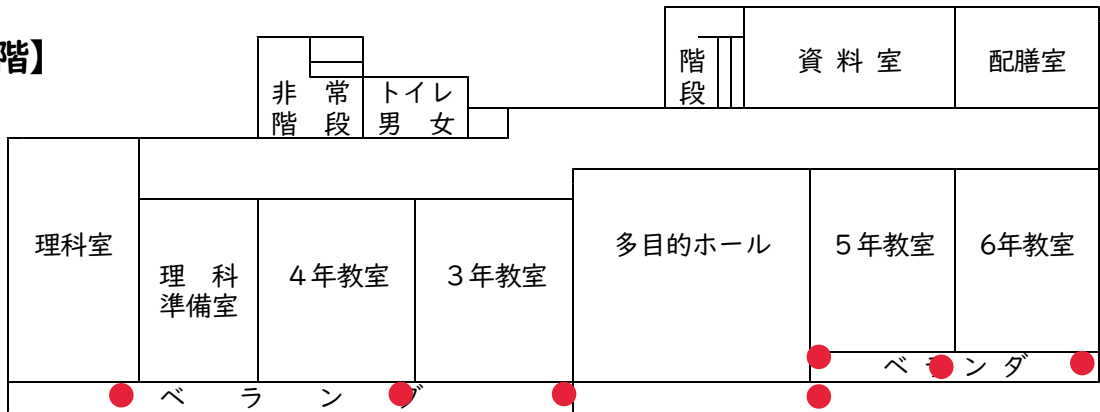 階】
階
段
資料室
配膳室
非常
階段
トイレ
男女
理科室
理科
準備室
４年教室
３年教室
多目的ホール
５年教室
6年教室
ベランダ
ベランダ